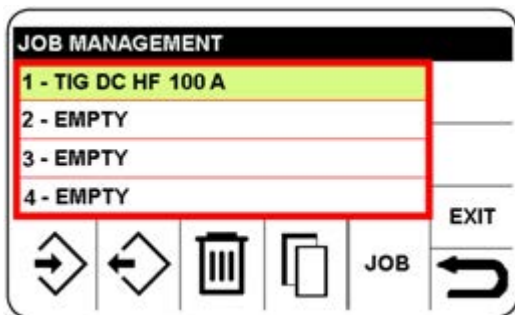 JOB MANAGEMENT
1 - TIG DC HF 100 A
2 - EMPTY
3 - EMPTY
4 - EMPTY
EXIT
JOB